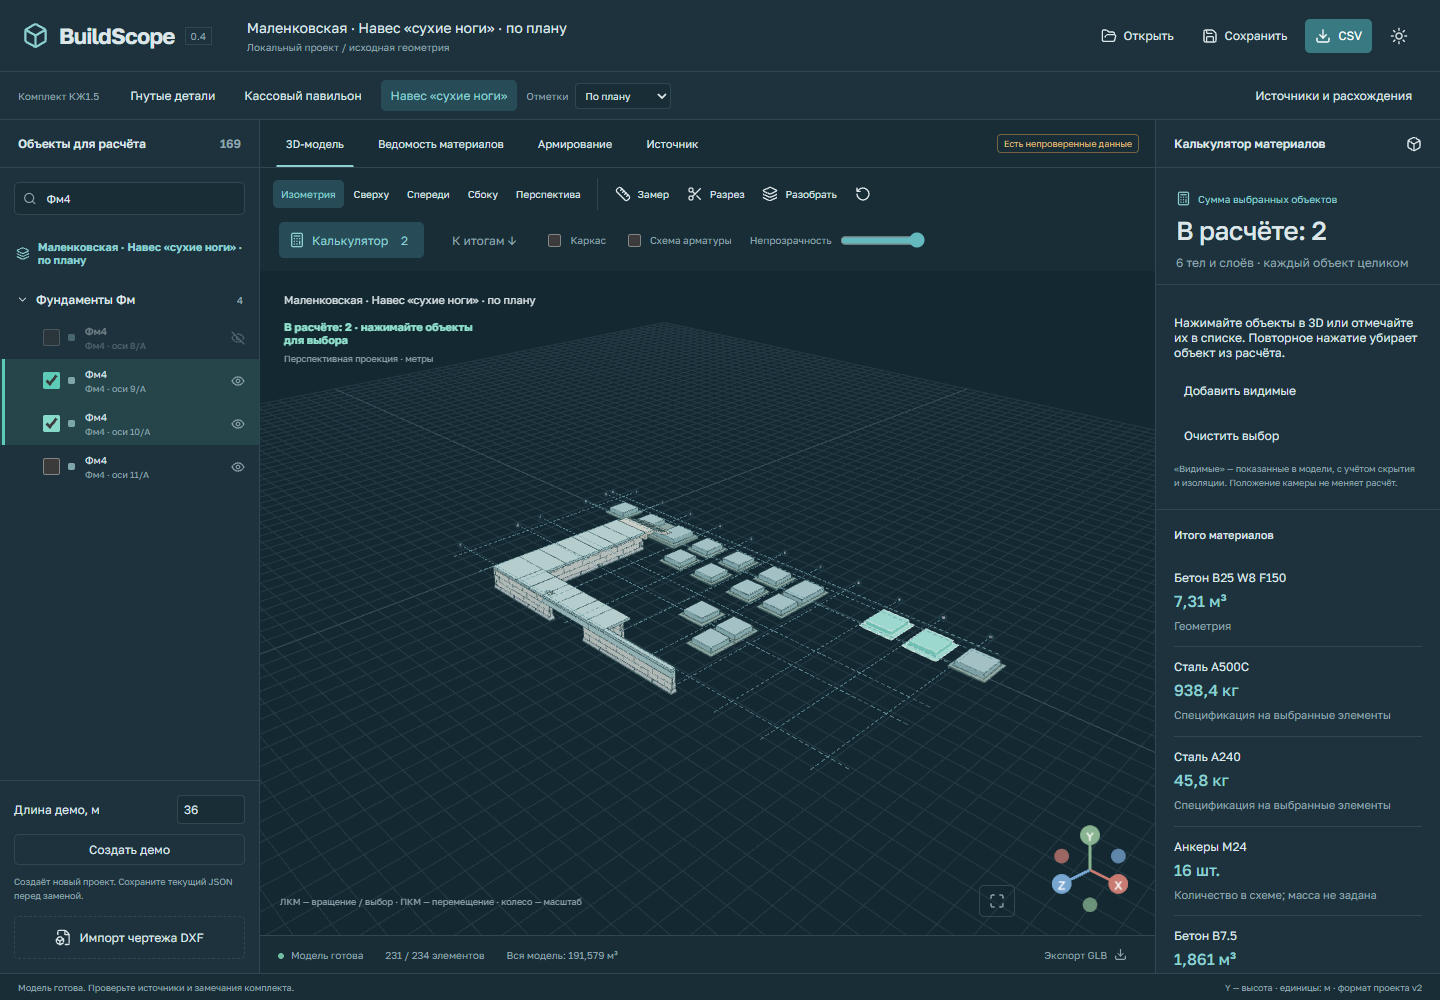 BuildScope 0.4
Маленковская · Навес «сухие ноги» · по плану
Локальный проект / исходная геометрия
Открыть
Сохранить
CSV
Комплект КЖ1.5
Гнутые детали
Кассовый павильон
Навес «сухие ноги»
Отметки
По плану
Источники и расхождения
Объекты для расчёта 169
Фм4
Маленковская · Навес «сухие ноги» ·
по плану
Фундаменты Фм 4
Фм4
Фм4 · оси 8/А
Фм4
Фм4 · оси 9/А
Фм4
Фм4 · оси 10/А
Фм4
Фм4 · оси 11/А
Длина демо, м 36
Создать демо
Создаёт новый проект. Сохраните текущий JSON
перед заменой.
Импорт чертежа DXF
3D-модель
Ведомость материалов
Армирование
Источник
Есть непроверенные данные
Изометрия
Сверху
Спереди
Сбоку
Перспектива
Замер
Разрез
Разобрать
Калькулятор 2
К итогам ↓
Каркас
Схема арматуры
Непрозрачность
Маленковская · Навес «сухие ноги» · по плану
В расчёте: 2 · нажимайте объекты
для выбора
Перспективная проекция · метры
Y
Z
X
ЛКМ — вращение / выбор · ПКМ — перемещение · колесо — масштаб
Модель готова
231 / 234 элементов
Вся модель: 191,579 м³
Экспорт GLB
Калькулятор материалов
Сумма выбранных объектов
В расчёте: 2
6 тел и слоёв · каждый объект целиком
Нажимайте объекты в 3D или отмечайте
их в списке. Повторное нажатие убирает
объект из расчёта.
Добавить видимые
Очистить выбор
«Видимые» — показанные в модели, с учётом скрытия
и изоляции. Положение камеры не меняет расчёт.
Итого материалов
Бетон B25 W8 F150
7,31 м³
Геометрия
Сталь А500С
938,4 кг
Спецификация на выбранные элементы
Сталь А240
45,8 кг
Спецификация на выбранные элементы
Анкеры М24
16 шт.
Количество в схеме; масса не задана
Бетон B7.5
1,861 м³
Модель готова. Проверьте источники и замечания комплекта.
Y — высота · единицы: м · формат проекта v2